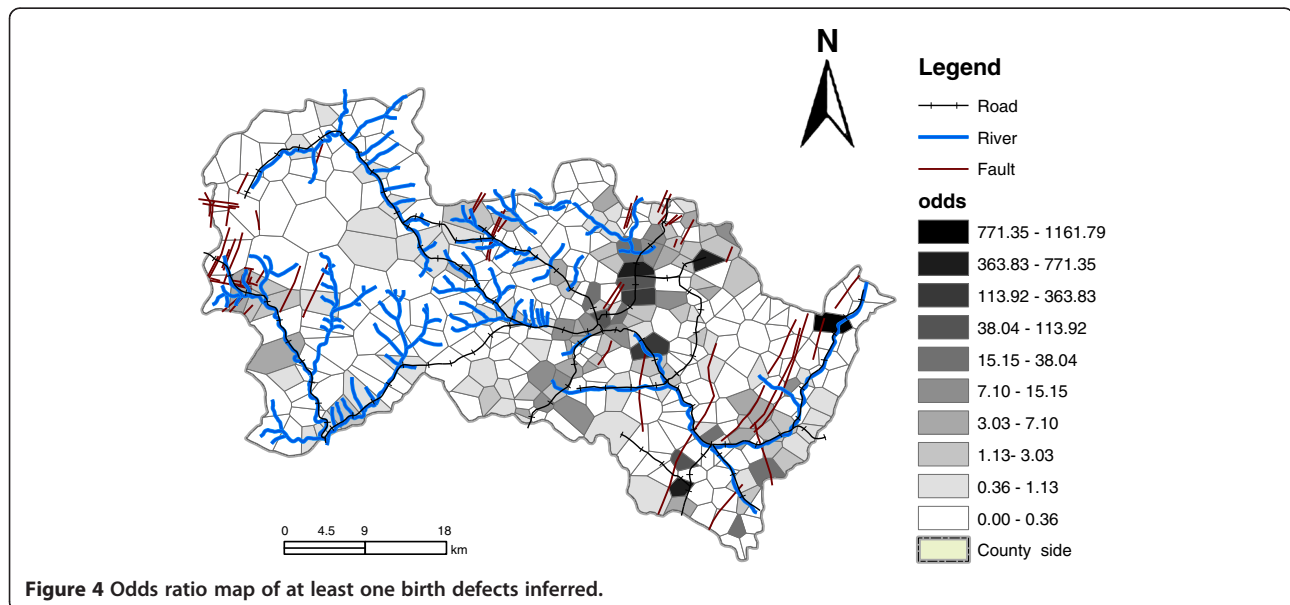 N
Legend
Road
River
Fault
odds
771.35 - 1161.79
363.83 - 771.35
113.92 - 363.83
38.04 - 113.92
15.15 - 38.04
7.10 - 15.15
3.03 - 7.10
1.13- 3.03
0.36 - 1.13
0.00 - 0.36
County side
0 4.5 9 18
km
Figure 4 Odds ratio map of at least one birth defects inferred.